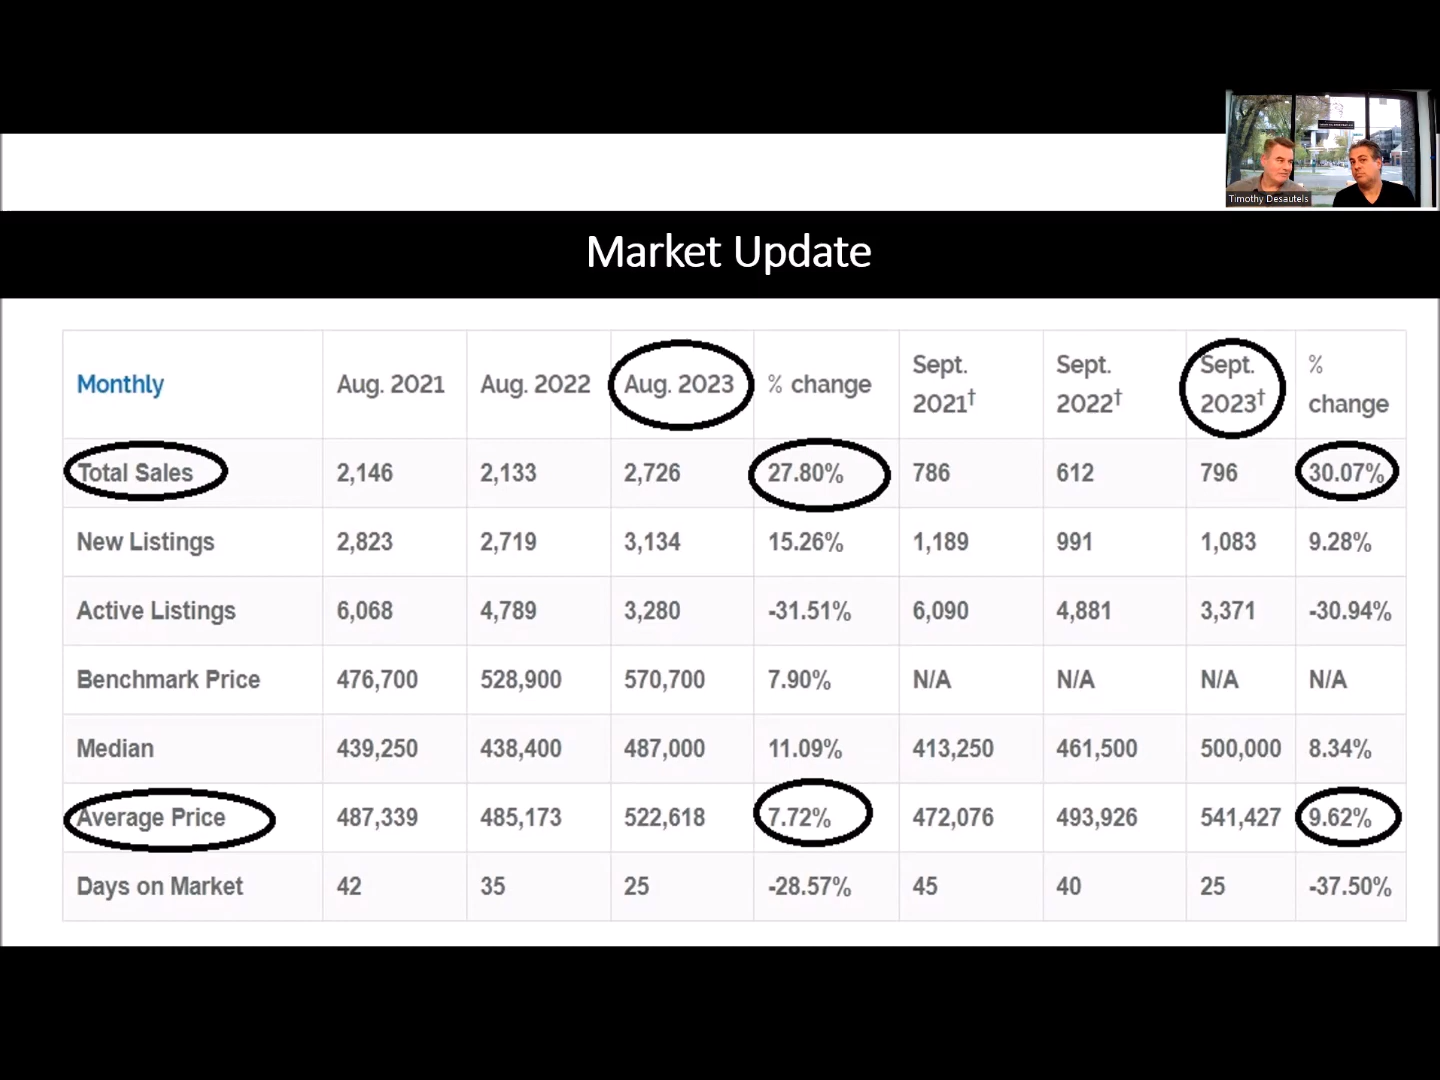 Timothy Desautels
Market Update
Monthly Aug. 2021 Aug. 2022 Aug. 2023 % change Sept. 2021† Sept. 2022† Sept. 2023† % change
Total Sales 2,146 2,133 2,726 27.80% 786 612 796 30.07%
New Listings 2,823 2,719 3,134 15.26% 1,189 991 1,083 9.28%
Active Listings 6,068 4,789 3,280 -31.51% 6,090 4,881 3,371 -30.94%
Benchmark Price 476,700 528,900 570,700 7.90% N/A N/A N/A N/A
Median 439,250 438,400 487,000 11.09% 413,250 461,500 500,000 8.34%
Average Price 487,339 485,173 522,618 7.72% 472,076 493,926 541,427 9.62%
Days on Market 42 35 25 -28.57% 45 40 25 -37.50%